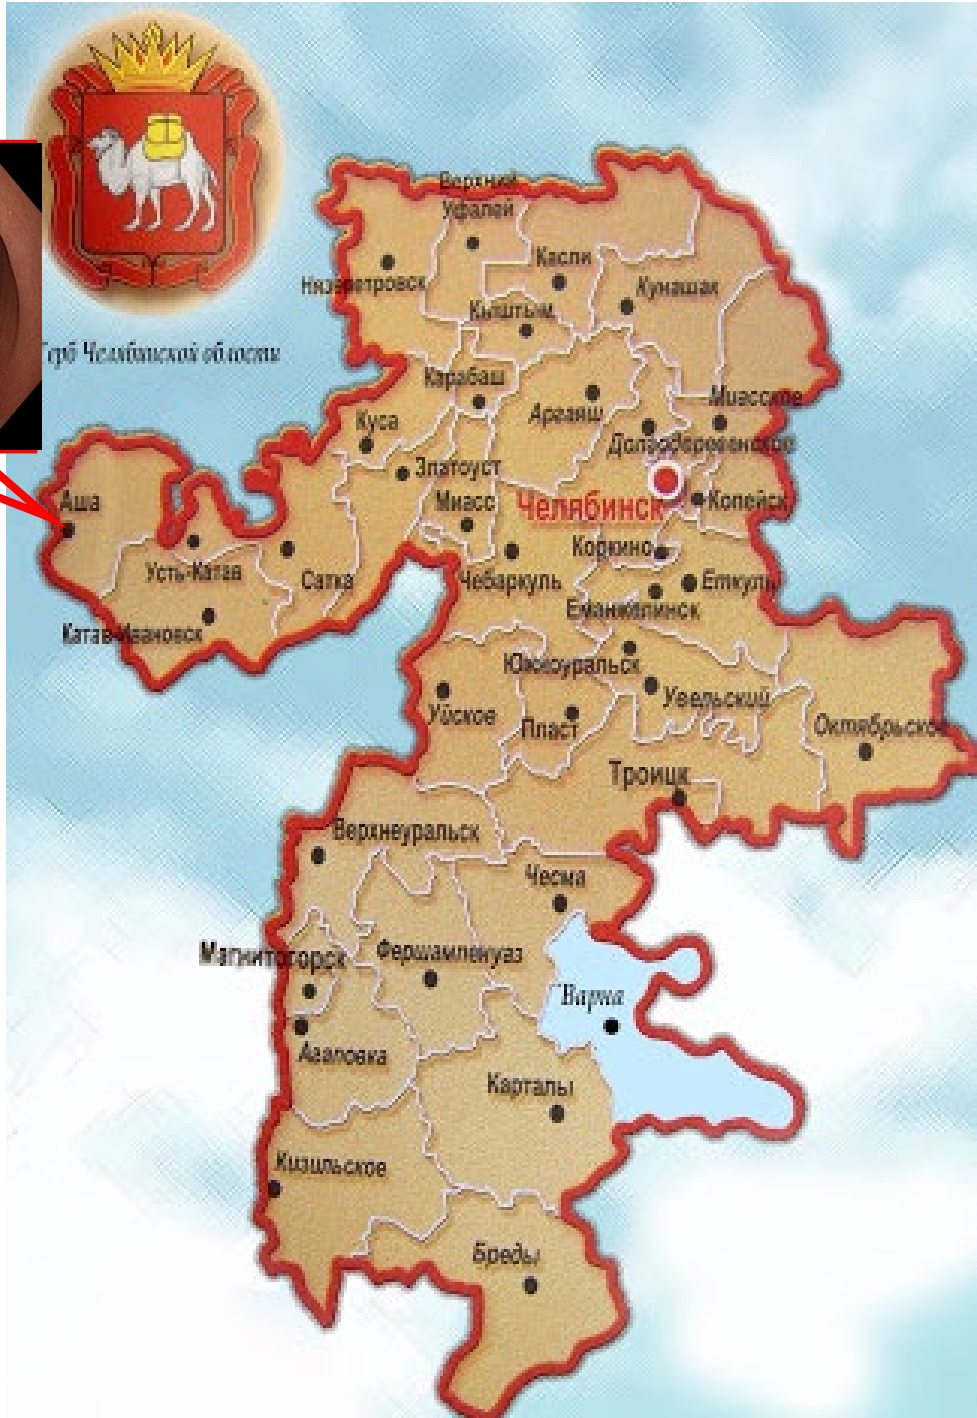 Верхний
Уфалей
Касли
Нязепетровск
Кунашак
Кыштым
Герб Челябинской области
Карабаш
Аргаяш
Миасское
Куса
Златоуст
Аша
Миасс
Челябинск
Копейск
Коркино
Усть-Катав
Сатка
Чебаркуль
Еткуль
Еманжелинск
Катав-Ивановск
Южноуральск
Увельский
Уйское
Пласт
Октябрьское
Троицк
Верхнеуральск
Чесма
Магнитогорск
Фершампенуаз
Варна
Агаповка
Карталы
Кизильское
Бреды